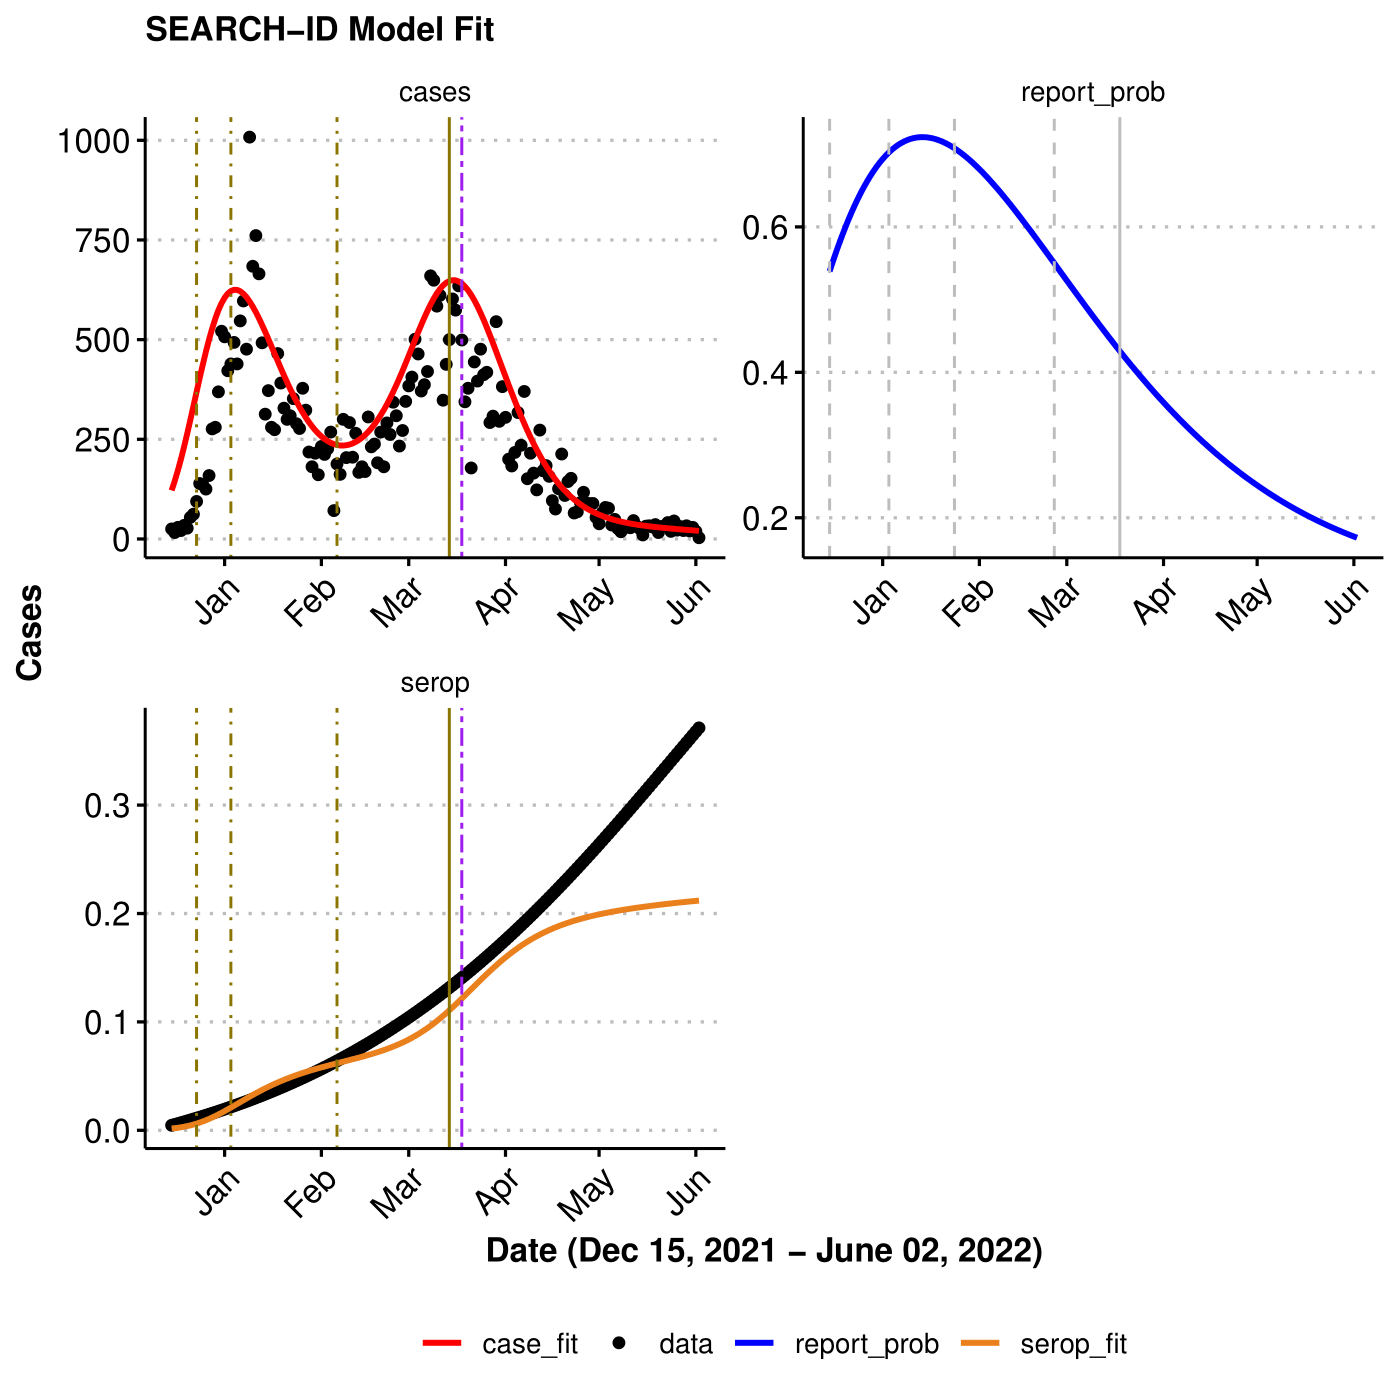 SEARCH−ID Model Fit
cases
report_prob
1000
750
500
250
0
0.6
0.4
0.2
Jan Feb Mar Apr May Jun
Jan Feb Mar Apr May Jun
Cases
serop
0.3
0.2
0.1
0.0
Jan Feb Mar Apr May Jun
Date (Dec 15, 2021 − June 02, 2022)
case_fit data report_prob serop_fit